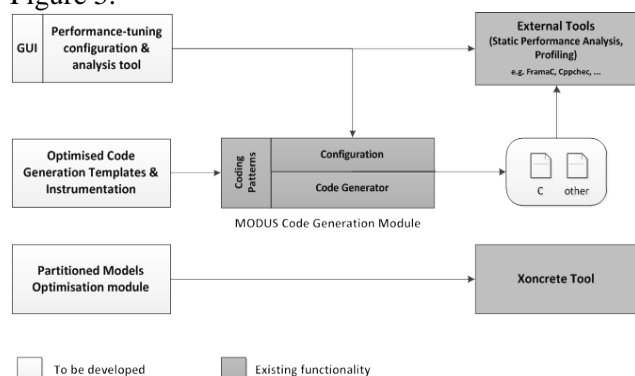 Figure 5.
GUI
Performance-tuning
configuration &
analysis tool
External Tools
(Static Performance Analysis,
Profiling)
e.g. FramaC, Cppchec, ...
Optimised Code
Generation Templates &
Instrumentation
Coding
Patterns
Configuration
Code Generator
C other
MODUS Code Generation Module
Partitioned Models
Optimisation module
Xoncrete Tool
To be developed
Existing functionality